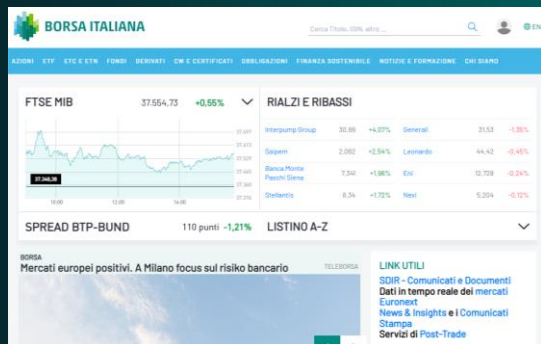 BORSA ITALIANA
Cerca Titolo, ISIN, altro ...
EN
AZIONI ETF ETC E ETN FONDI DERIVATI CW E CERTIFICATI OBBLIGAZIONI FINANZA SOSTENIBILE NOTIZIE E FORMAZIONE CHI SIAMO
FTSE MIB 37.554,73 +0,55%
37.348,38
10:00 12:00 14:00
RIALZI E RIBASSI
Interpump Group 30,66 +4,07% Generali 31,53 -1,35%
Saipem 2,082 +2,54% Leonardo 44,42 -0,45%
Banca Monte
Paschi Siena 7,341 +1,98% Eni 12,728 -0,24%
Stellantis 8,34 +1,72% Nexi 5,204 -0,12%
SPREAD BTP-BUND 110 punti -1,21%
LISTINO A-Z
BORSA
Mercati europei positivi. A Milano focus sul risiko bancario
TELEBORSA
LINK UTILI
SDIR - Comunicati e Documenti
Dati in tempo reale dei mercati
Euronext
News & Insights e i Comunicati
Stampa
Servizi di Post-Trade